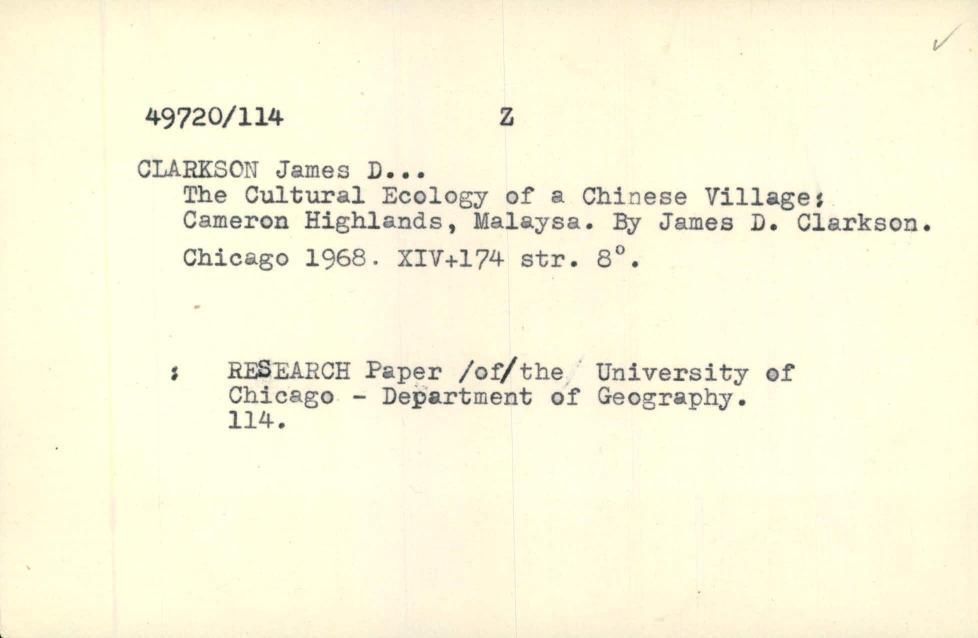 49720/114 Z
CLARKSON James D...
The Cultural Ecology of a Chinese Village:
Cameron Highlands, Malaysa. By James D. Clarkson.
Chicago 1968. XIV+174 str. 8°.
: RESEARCH Paper /of/the University of
Chicago - Department of Geography.
114.